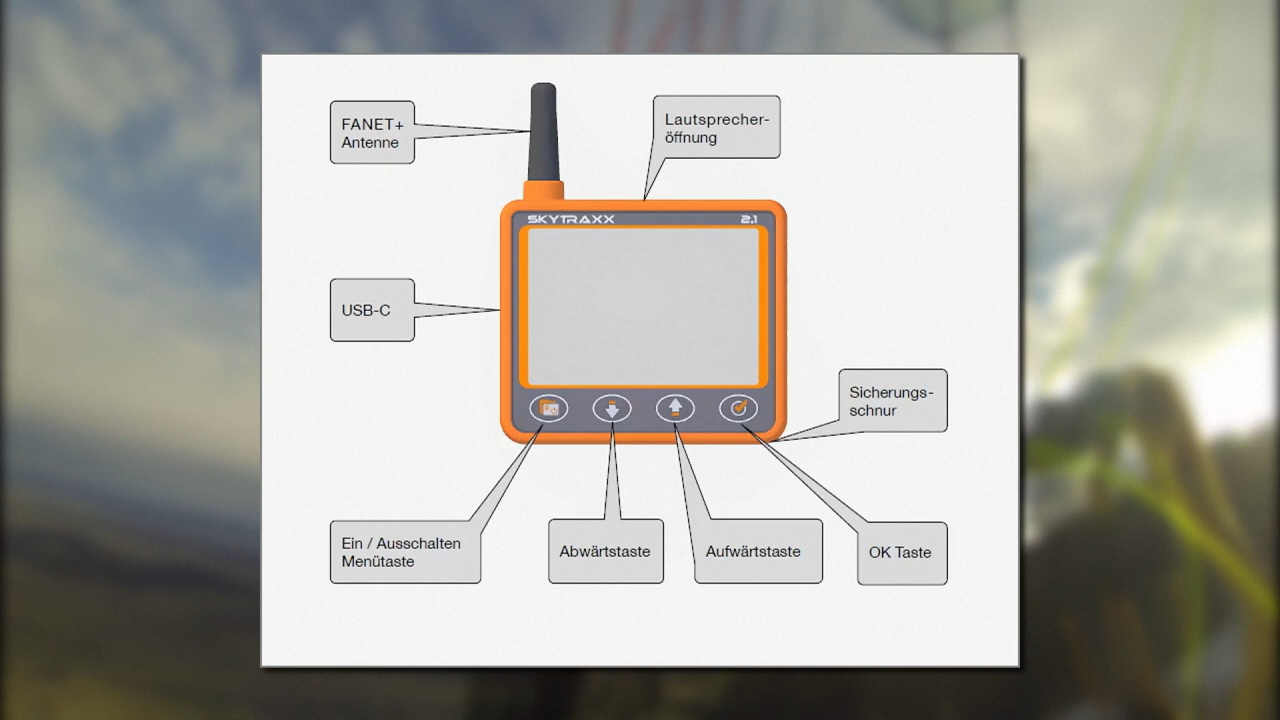 FANET+
Antenne
Lautsprecher-
öffnung
SKYTRAXX 2.1
USB-C
Sicherungs-
schnur
Ein / Ausschalten
Menütaste
Abwärtstaste
Aufwärtstaste
OK Taste